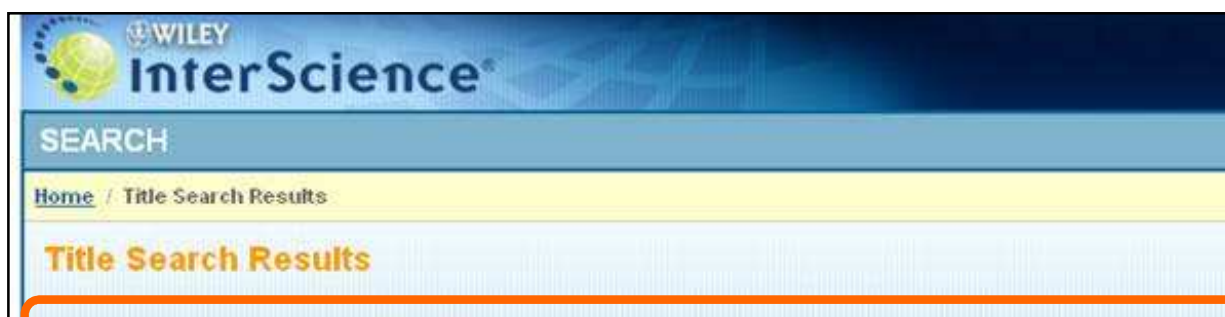 WILEY
InterScience®
SEARCH
Home / Title Search Results
Title Search Results